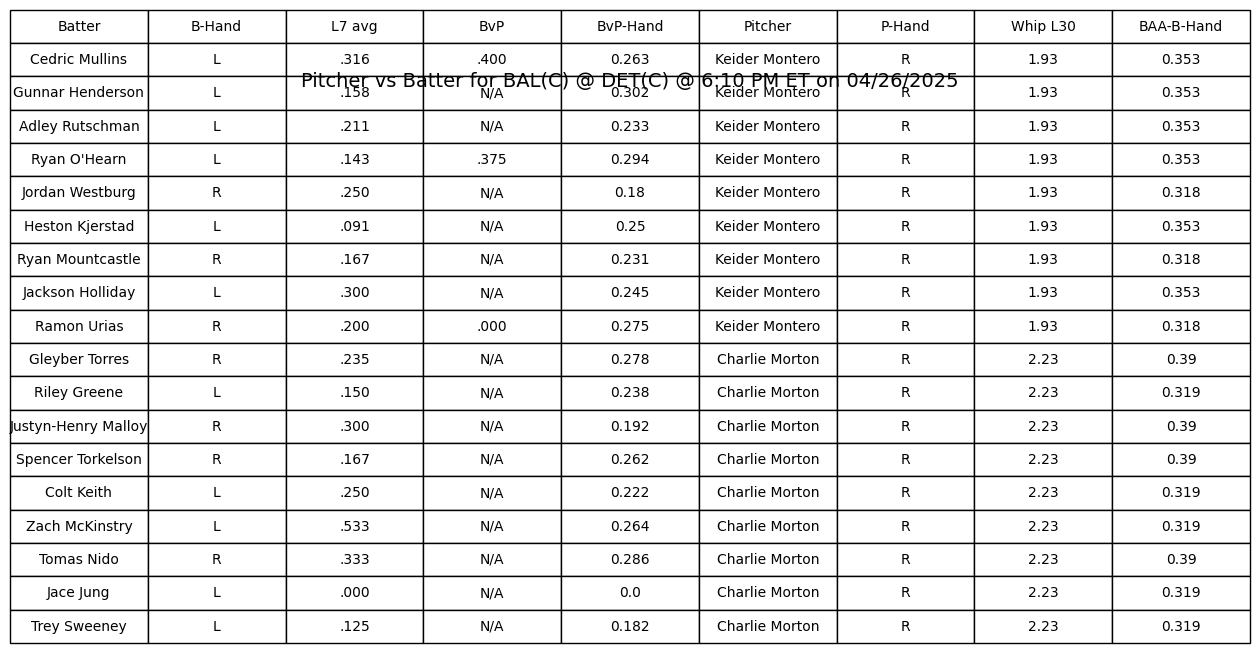 Batter B-Hand L7 avg BvP BvP-Hand Pitcher P-Hand Whip L30 BAA-B-Hand
Cedric Mullins L .316 .400 0.263 Keider Montero R 1.93 0.353
Pitcher vs Batter for BAL(C) @ DET(C) @ 6:10 PM ET on 04/26/2025
Gunnar Henderson L .158 N/A 0.302 Keider Montero R 1.93 0.353
Adley Rutschman L .211 N/A 0.233 Keider Montero R 1.93 0.353
Ryan O'Hearn L .143 .375 0.294 Keider Montero R 1.93 0.353
Jordan Westburg R .250 N/A 0.18 Keider Montero R 1.93 0.318
Heston Kjerstad L .091 N/A 0.25 Keider Montero R 1.93 0.353
Ryan Mountcastle R .167 N/A 0.231 Keider Montero R 1.93 0.318
Jackson Holliday L .300 N/A 0.245 Keider Montero R 1.93 0.353
Ramon Urias R .200 .000 0.275 Keider Montero R 1.93 0.318
Gleyber Torres R .235 N/A 0.278 Charlie Morton R 2.23 0.39
Riley Greene L .150 N/A 0.238 Charlie Morton R 2.23 0.319
Justyn-Henry Malloy R .300 N/A 0.192 Charlie Morton R 2.23 0.39
Spencer Torkelson R .167 N/A 0.262 Charlie Morton R 2.23 0.39
Colt Keith L .250 N/A 0.222 Charlie Morton R 2.23 0.319
Zach McKinstry L .533 N/A 0.264 Charlie Morton R 2.23 0.319
Tomas Nido R .333 N/A 0.286 Charlie Morton R 2.23 0.39
Jace Jung L .000 N/A 0.0 Charlie Morton R 2.23 0.319
Trey Sweeney L .125 N/A 0.182 Charlie Morton R 2.23 0.319